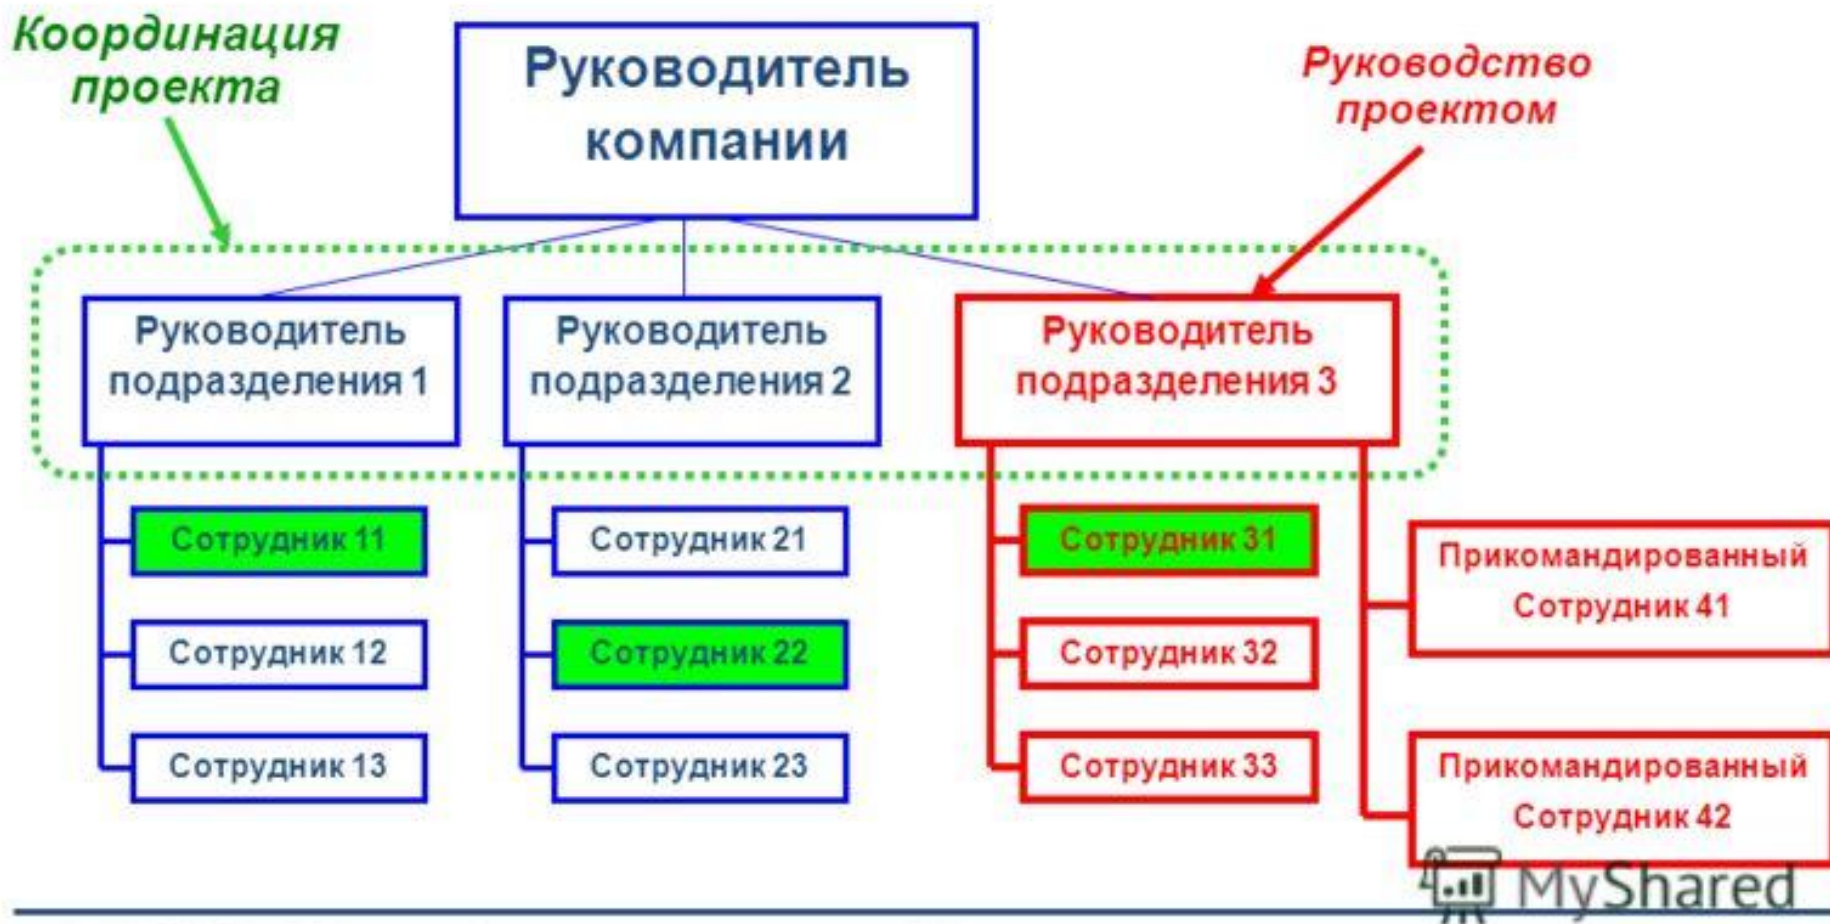 Координация
проекта
Руководитель
компании
Руководство
проектом
Руководитель
подразделения 1
Руководитель
подразделения 2
Руководитель
подразделения 3
Сотрудник 11
Сотрудник 12
Сотрудник 13
Сотрудник 21
Сотрудник 22
Сотрудник 23
Сотрудник 31
Сотрудник 32
Сотрудник 33
Прикомандированный
Сотрудник 41
Прикомандированный
Сотрудник 42
MyShared